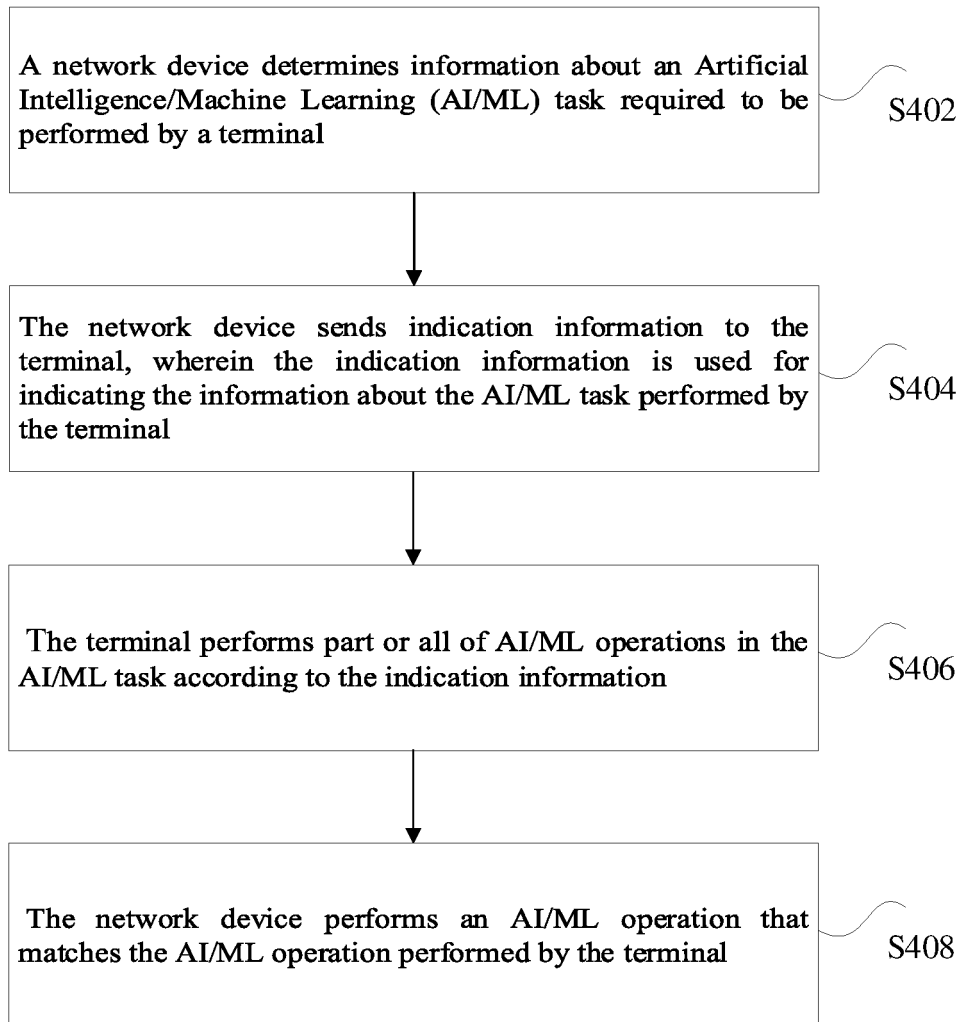 A network device determines information about an Artificial
Intelligence/Machine Learning (AI/ML) task required to be
performed by a terminal
S402
The network device sends indication information to the
terminal, wherein the indication information is used for
indicating the information about the AI/ML task performed by
the terminal
S404
The terminal performs part or all of AI/ML operations in the
AI/ML task according to the indication information
S406
The network device performs an AI/ML operation that
matches the AI/ML operation performed by the terminal
S408